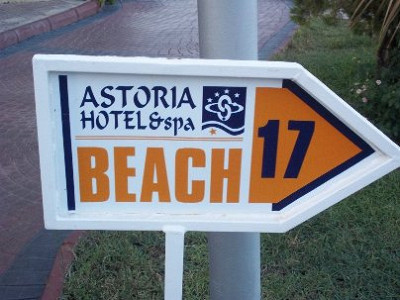 ASTORIA
HOTEL & spa
BEACH
17